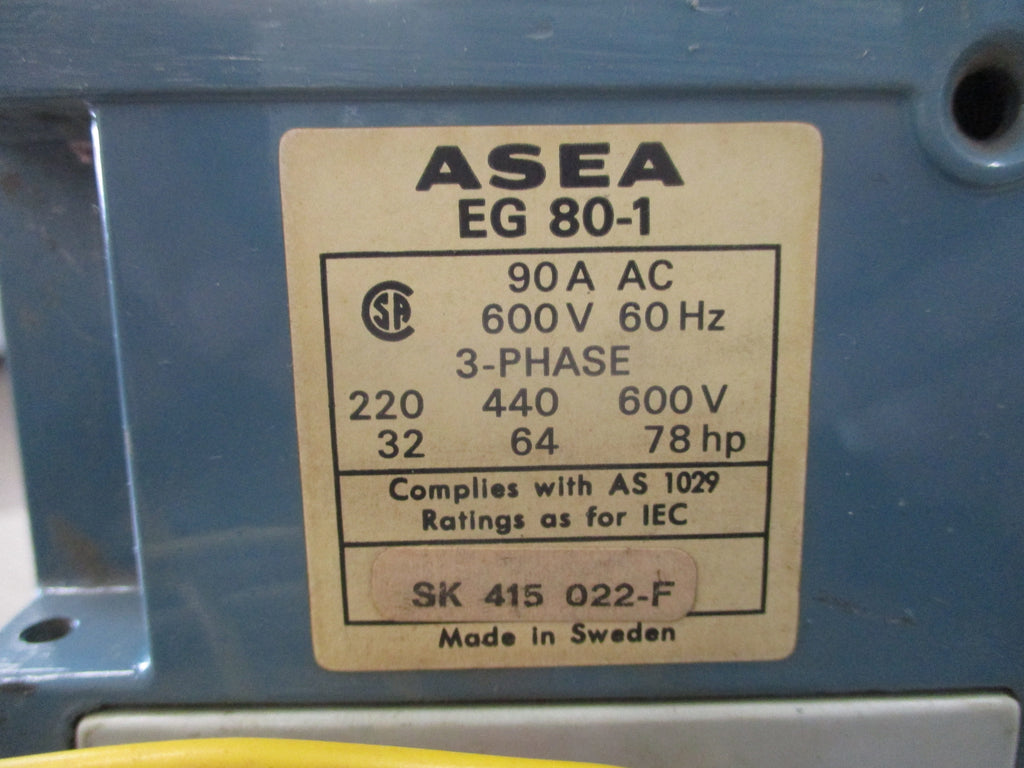 ASEA
EG 80-1
90 A AC
SA 600 V 60 Hz
3-PHASE
220 440 600 V
32 64 78 hp
Complies with AS 1029
Ratings as for IEC
SK 415 022-F
Made in Sweden